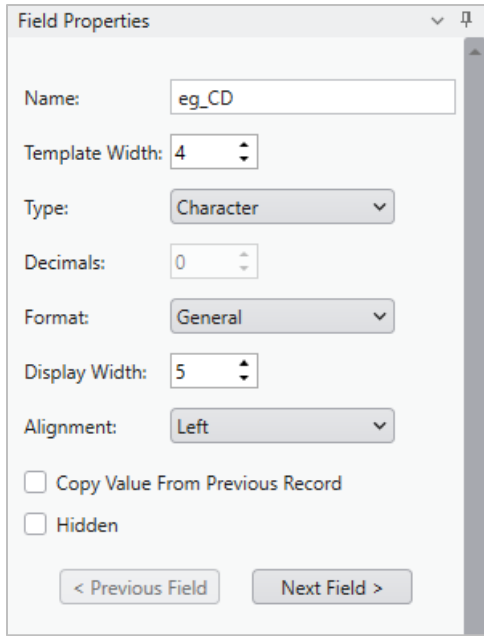 Field Properties
Name: eg_CD
Template Width: 4
Type: Character
Decimals: 0
Format: General
Display Width: 5
Alignment: Left
Copy Value From Previous Record
Hidden
< Previous Field Next Field >